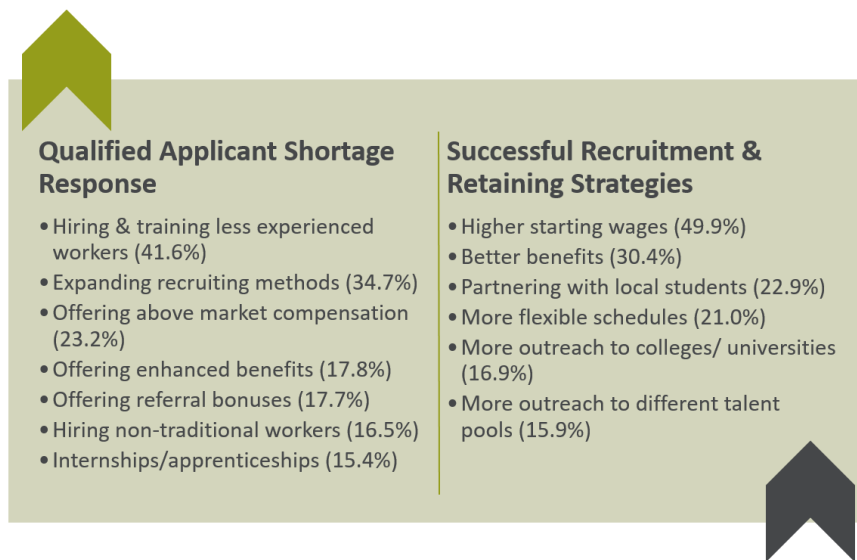 Qualified Applicant Shortage
Response
• Hiring & training less experienced
workers (41.6%)
• Expanding recruiting methods (34.7%)
• Offering above market compensation
(23.2%)
• Offering enhanced benefits (17.8%)
• Offering referral bonuses (17.7%)
• Hiring non-traditional workers (16.5%)
• Internships/apprenticeships (15.4%)
Successful Recruitment &
Retaining Strategies
• Higher starting wages (49.9%)
• Better benefits (30.4%)
• Partnering with local students (22.9%)
• More flexible schedules (21.0%)
• More outreach to colleges/ universities
(16.9%)
• More outreach to different talent
pools (15.9%)